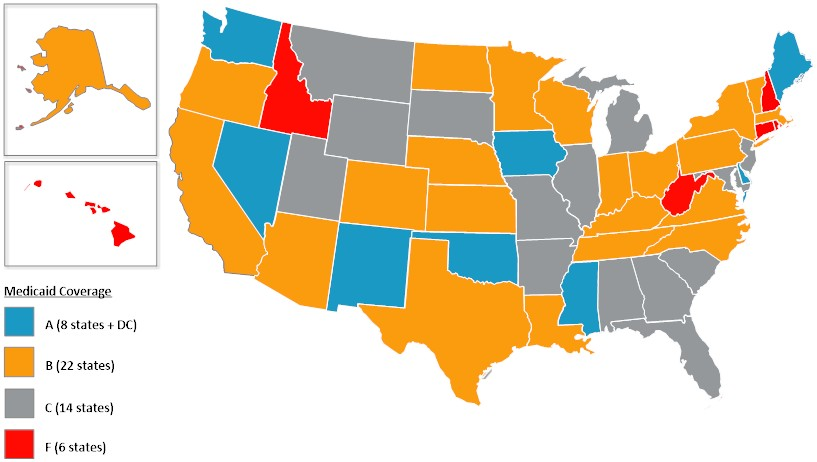 Medicaid Coverage
A (8 states + DC)
B (22 states)
C (14 states)
F (6 states)